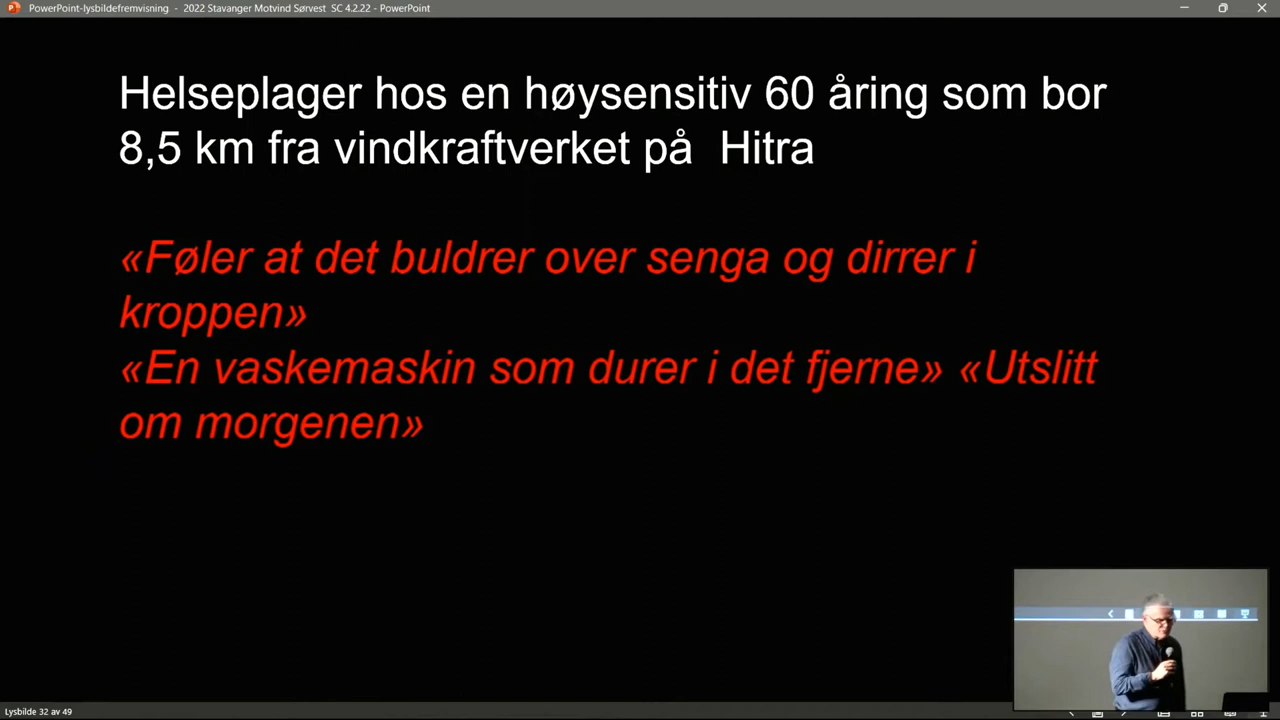 PowerPoint-lysbildefremvisning - 2022 Stavanger Motvind Sørvest SC 4.2.22 - PowerPoint
Helseplager hos en høysensitiv 60 åring som bor
8,5 km fra vindkraftverket på Hitra
«Føler at det buldrer over senga og dirrer i
kroppen»
«En vaskemaskin som durer i det fjerne» «Utslitt
om morgenen»
Lysbilde 32 av 49